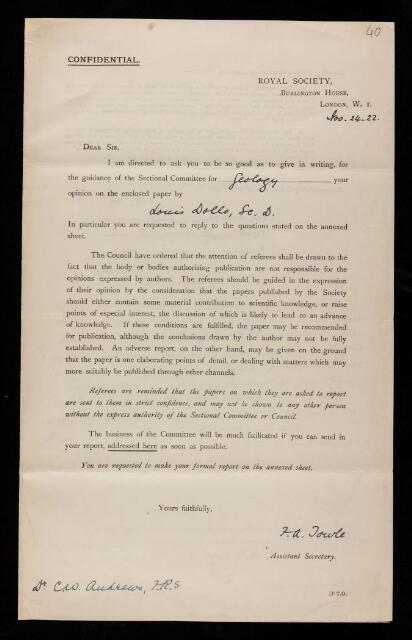 40
CONFIDENTIAL.
ROYAL SOCIETY,
BURLINGTON HOUSE,
LONDON, W. 1.
Nov. 24. 22.
DEAR SIR,
I am directed to ask you to be so good as to give in writing, for
the guidance of the Sectional Committee for Geology your
opinion on the enclosed paper by
Louis Dollo, Sc. D.
In particular you are requested to reply to the questions stated on the annexed
sheet.
The Council have ordered that the attention of referees shall be drawn to the
fact that the body or bodies authorising publication are not responsible for the
opinions expressed by authors. The referees should be guided in the expression
of their opinion by the consideration that the papers published by the Society
should either contain some material contribution to scientific knowledge, or raise
points of especial interest, the discussion of which is likely to lead to an advance
of knowledge. If these conditions are fulfilled, the paper may be recommended
for publication, although the conclusions drawn by the author may not be fully
established. An adverse report, on the other hand, may be given on the ground
that the paper is one elaborating points of detail, or dealing with matters which may
more suitably be published through other channels.
Referees are reminded that the papers on which they are asked to report
are sent to them in strict confidence, and may not be shown to any other person
without the express authority of the Sectional Committee or Council.
The business of the Committee will be much facilitated if you can send in
your report, addressed here as soon as possible.
You are requested to make your formal report on the annexed sheet.
Yours faithfully,
F. A. Towle
Assistant Secretary.
Dr C.W. Andrews, F.R.S
[P.T.O.